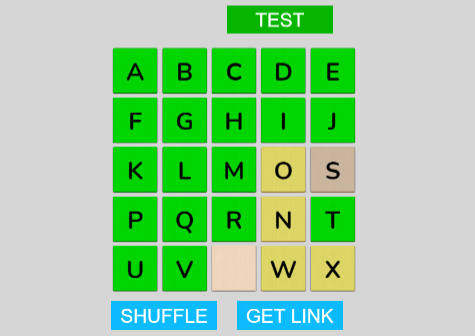 TEST
A B C D E
F G H I J
K L M O S
P Q R N T
U V W X
SHUFFLE GET LINK